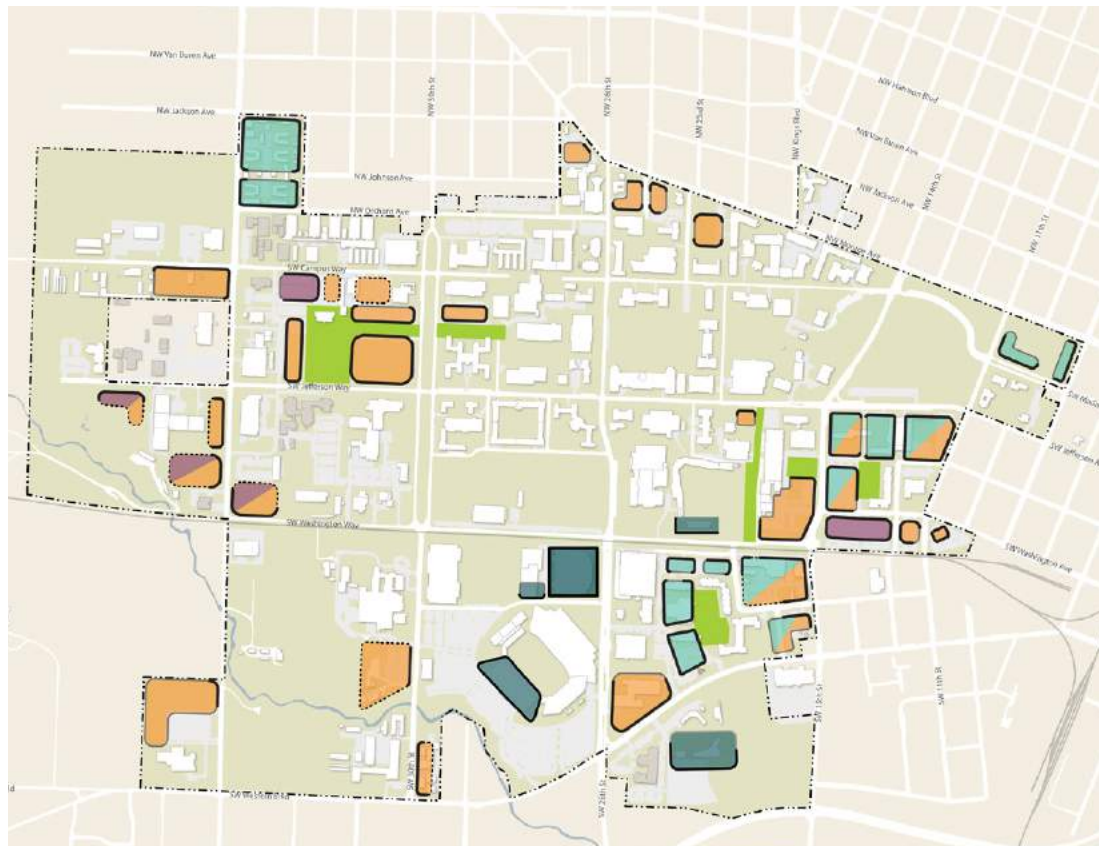 NW Van Buren Ave
NW Harrison Blvd
NW Jackson Ave
NW 30th St
NW 26th St
NW 23rd St
NW Kings Blvd
NW Van Buren Ave
NW Johnson Ave
NW Jackson Ave
NW 14th St
NW Orchard Ave
NW Monroe Ave
NW 11th St
SW Campus Way
SW Jefferson Way
SW Madison
SW Jefferson A
SW Washington Way
SW Washington Ave
SW 15th St
SW 11th St
SW 30th St
SW Western Blvd
SW 26th St
d